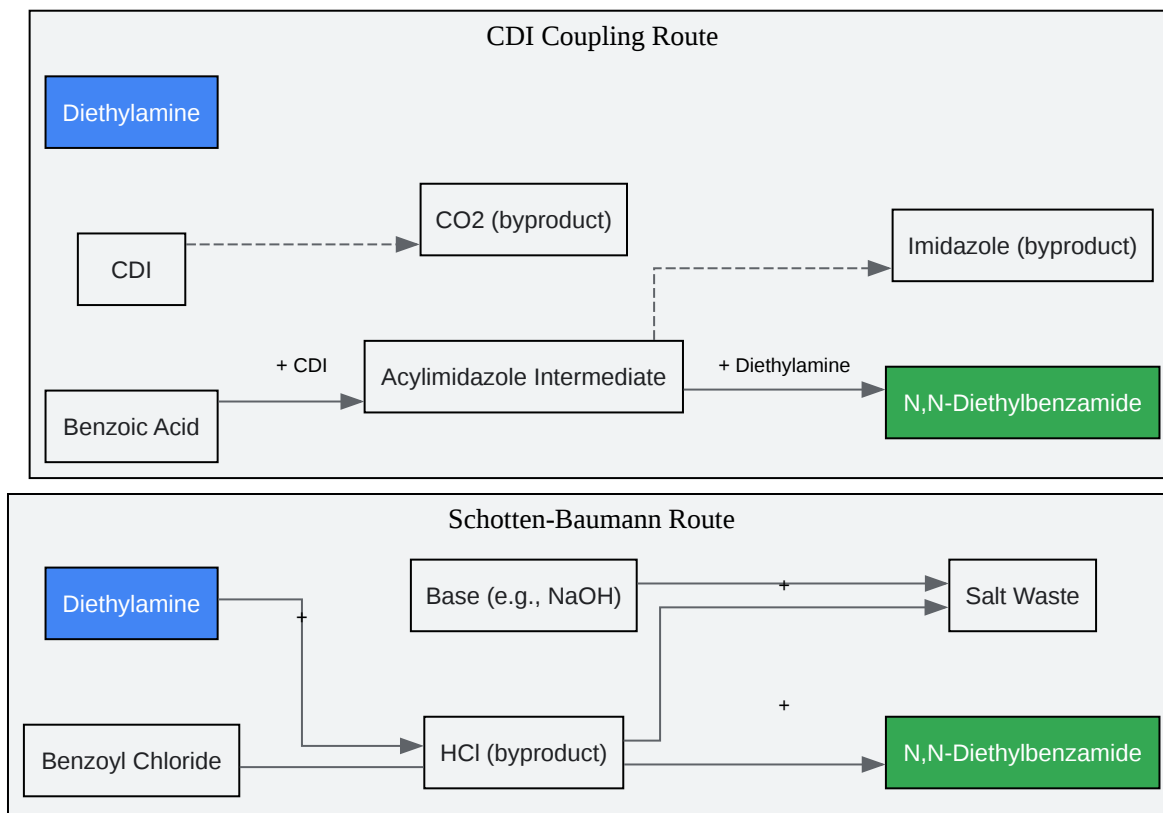 CDI Coupling Route
Diethylamine
CO2 (byproduct)
Imidazole (byproduct)
CDI
+ CDI
Acylimidazole Intermediate
+ Diethylamine
Benzoic Acid
N,N-Diethylbenzamide
Schotten-Baumann Route
Diethylamine
+
Base (e.g., NaOH)
+
Salt Waste
Benzoyl Chloride
HCl (byproduct)
+
N,N-Diethylbenzamide